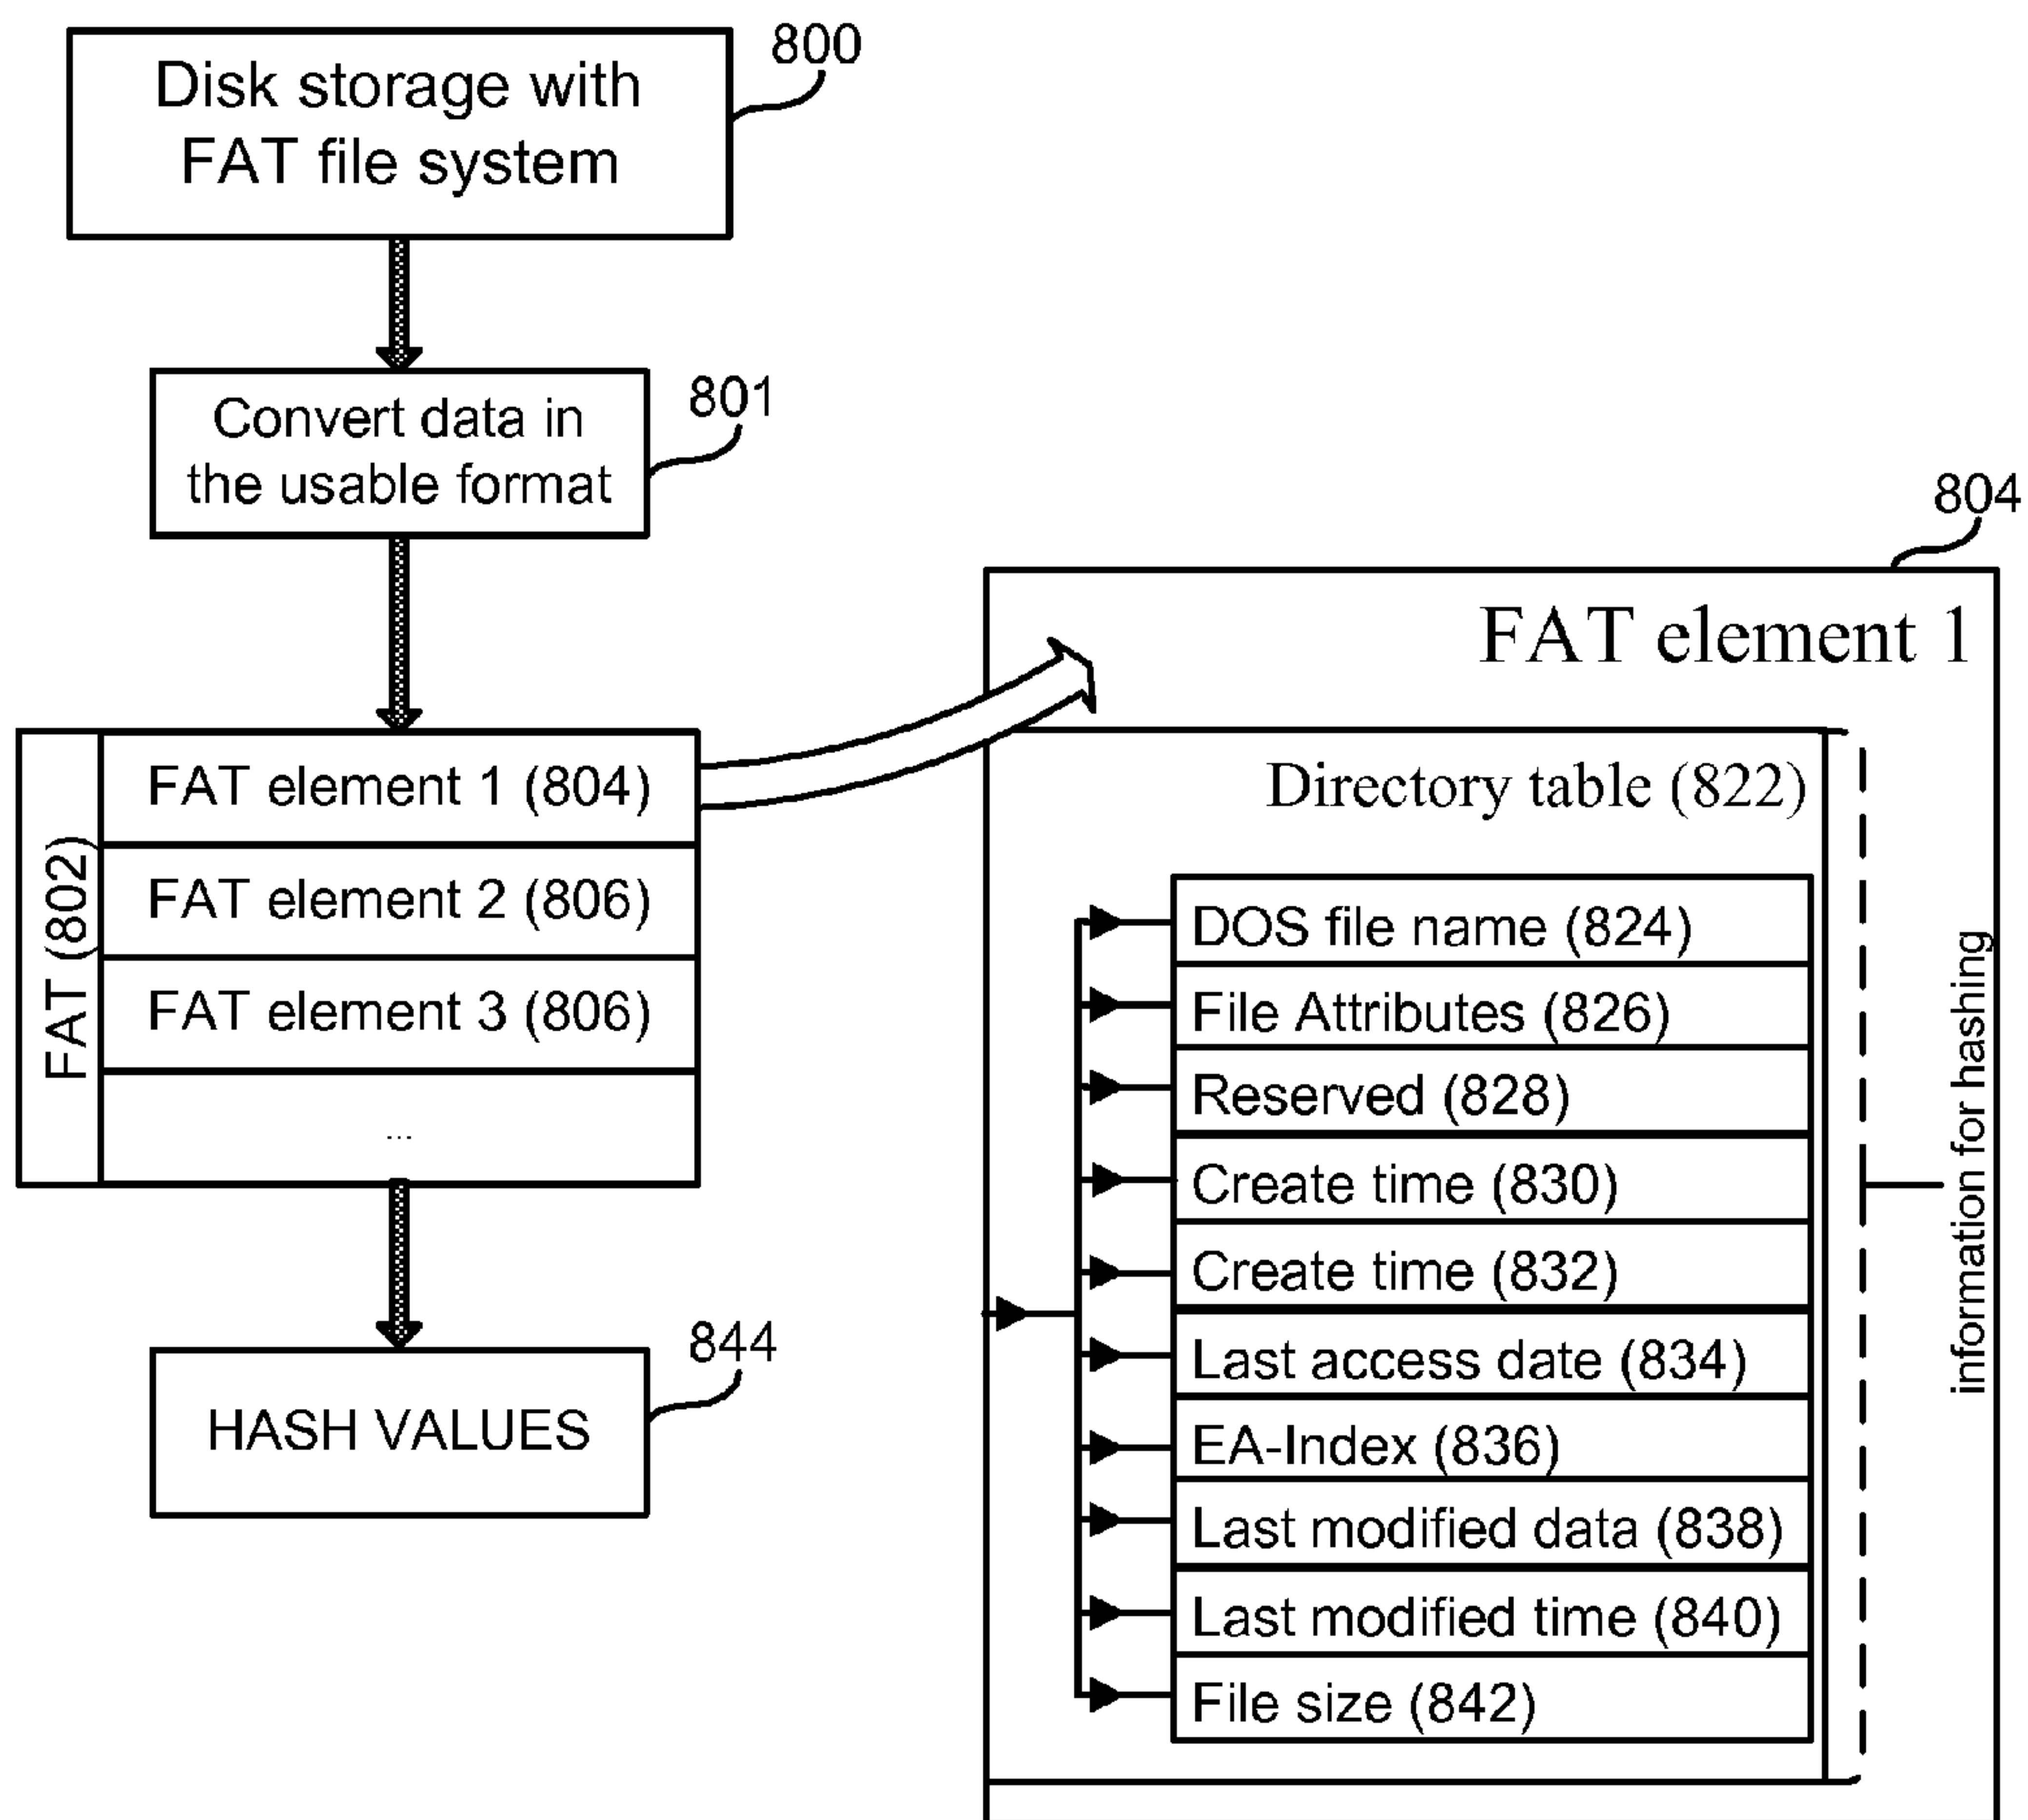 800
Disk storage with
FAT file system
801
Convert data in
the usable format
FAT (802)
FAT element 1 (804)
FAT element 2 (806)
FAT element 3 (806)
...
844
HASH VALUES
804
FAT element 1
Directory table (822)
DOS file name (824)
File Attributes (826)
Reserved (828)
Create time (830)
Create time (832)
Last access date (834)
EA-Index (836)
Last modified data (838)
Last modified time (840)
File size (842)
information for hashing